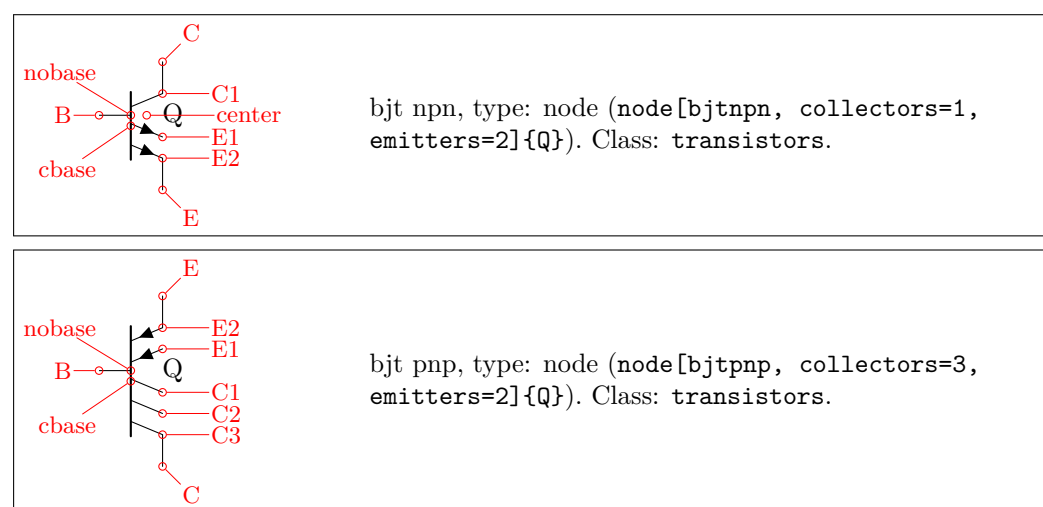 C
nobase
C1
B
Q
center
E1
E2
cbase
E
bjt npn, type: node (node[bjtnpn, collectors=1,
emitters=2]{Q}). Class: transistors.
E
nobase
E2
E1
B
Q
C1
C2
cbase
C3
C
bjt pnp, type: node (node[bjtpnp, collectors=3,
emitters=2]{Q}). Class: transistors.